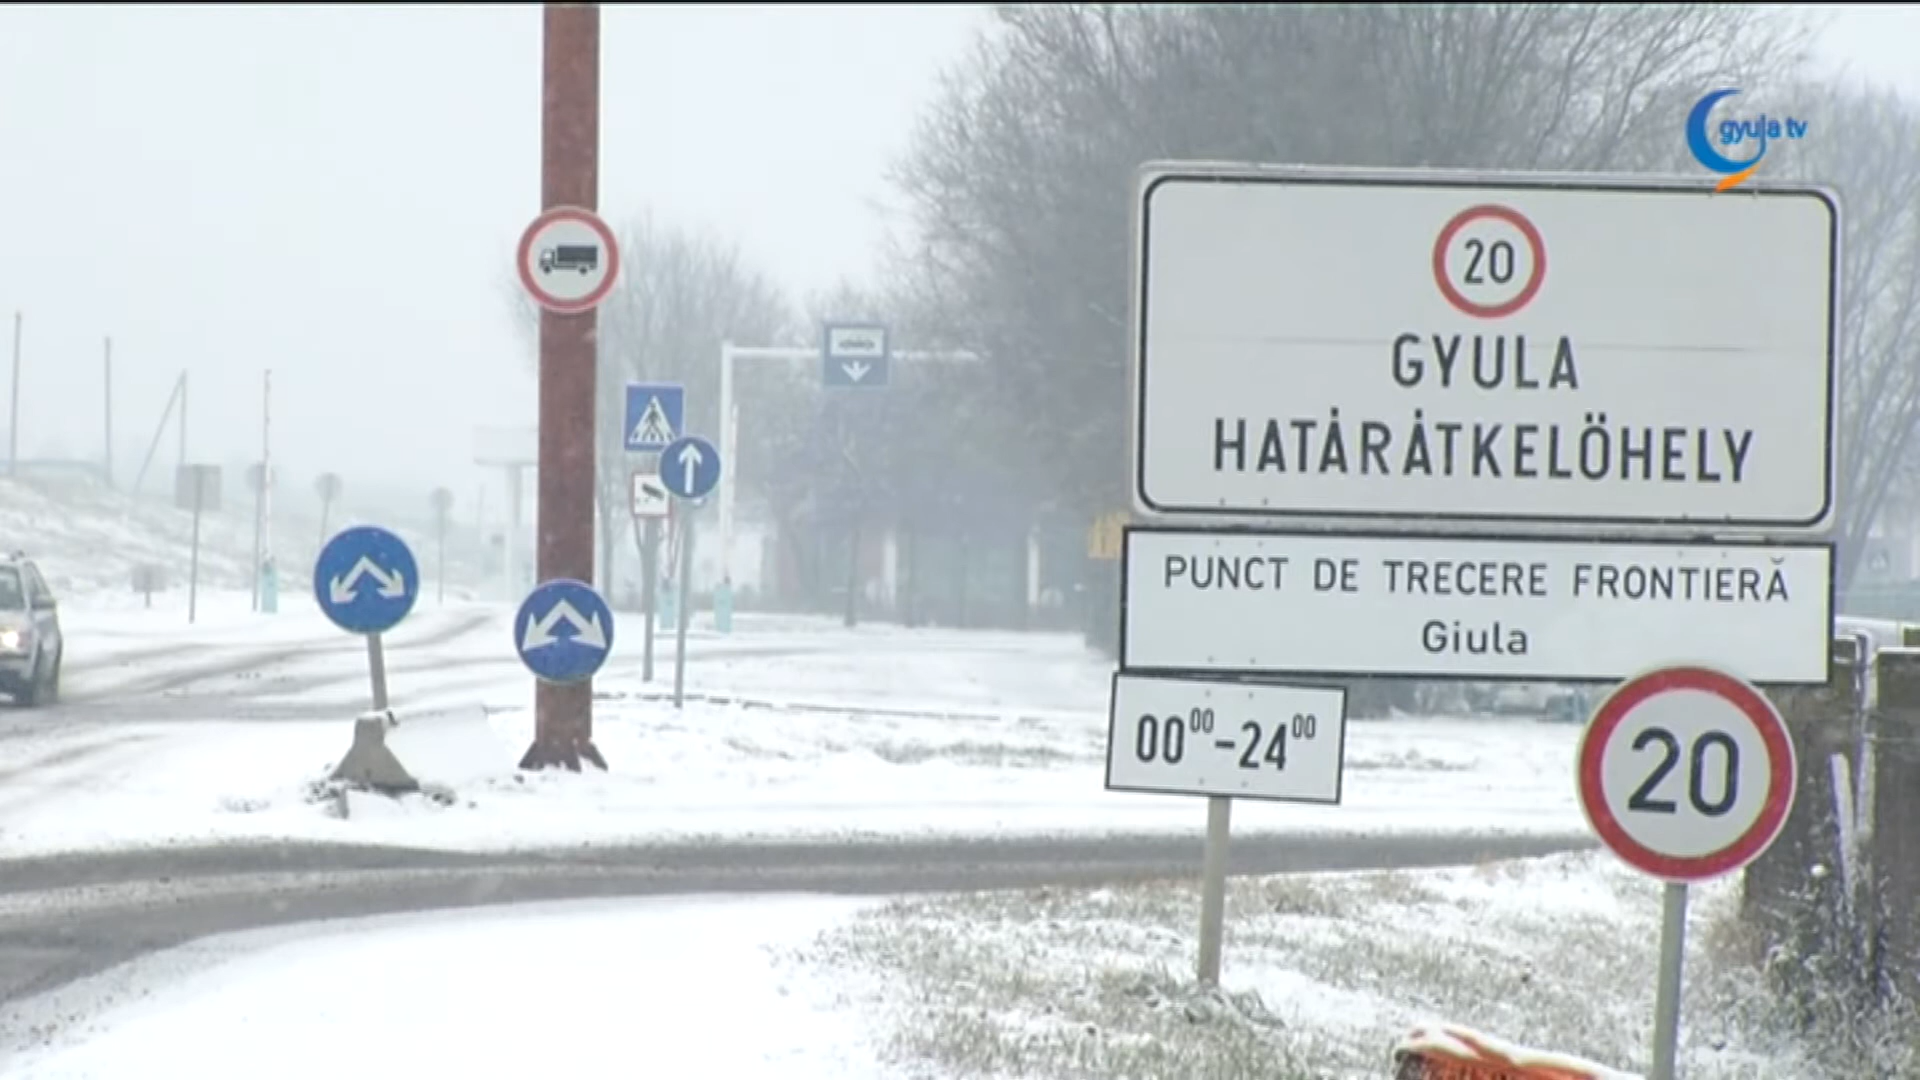 gyula tv
20
GYULA
HATÁRÁTKELŐHELY
PUNCT DE TRECERE FRONTIERĂ
Giula
00⁰⁰-24⁰⁰
20